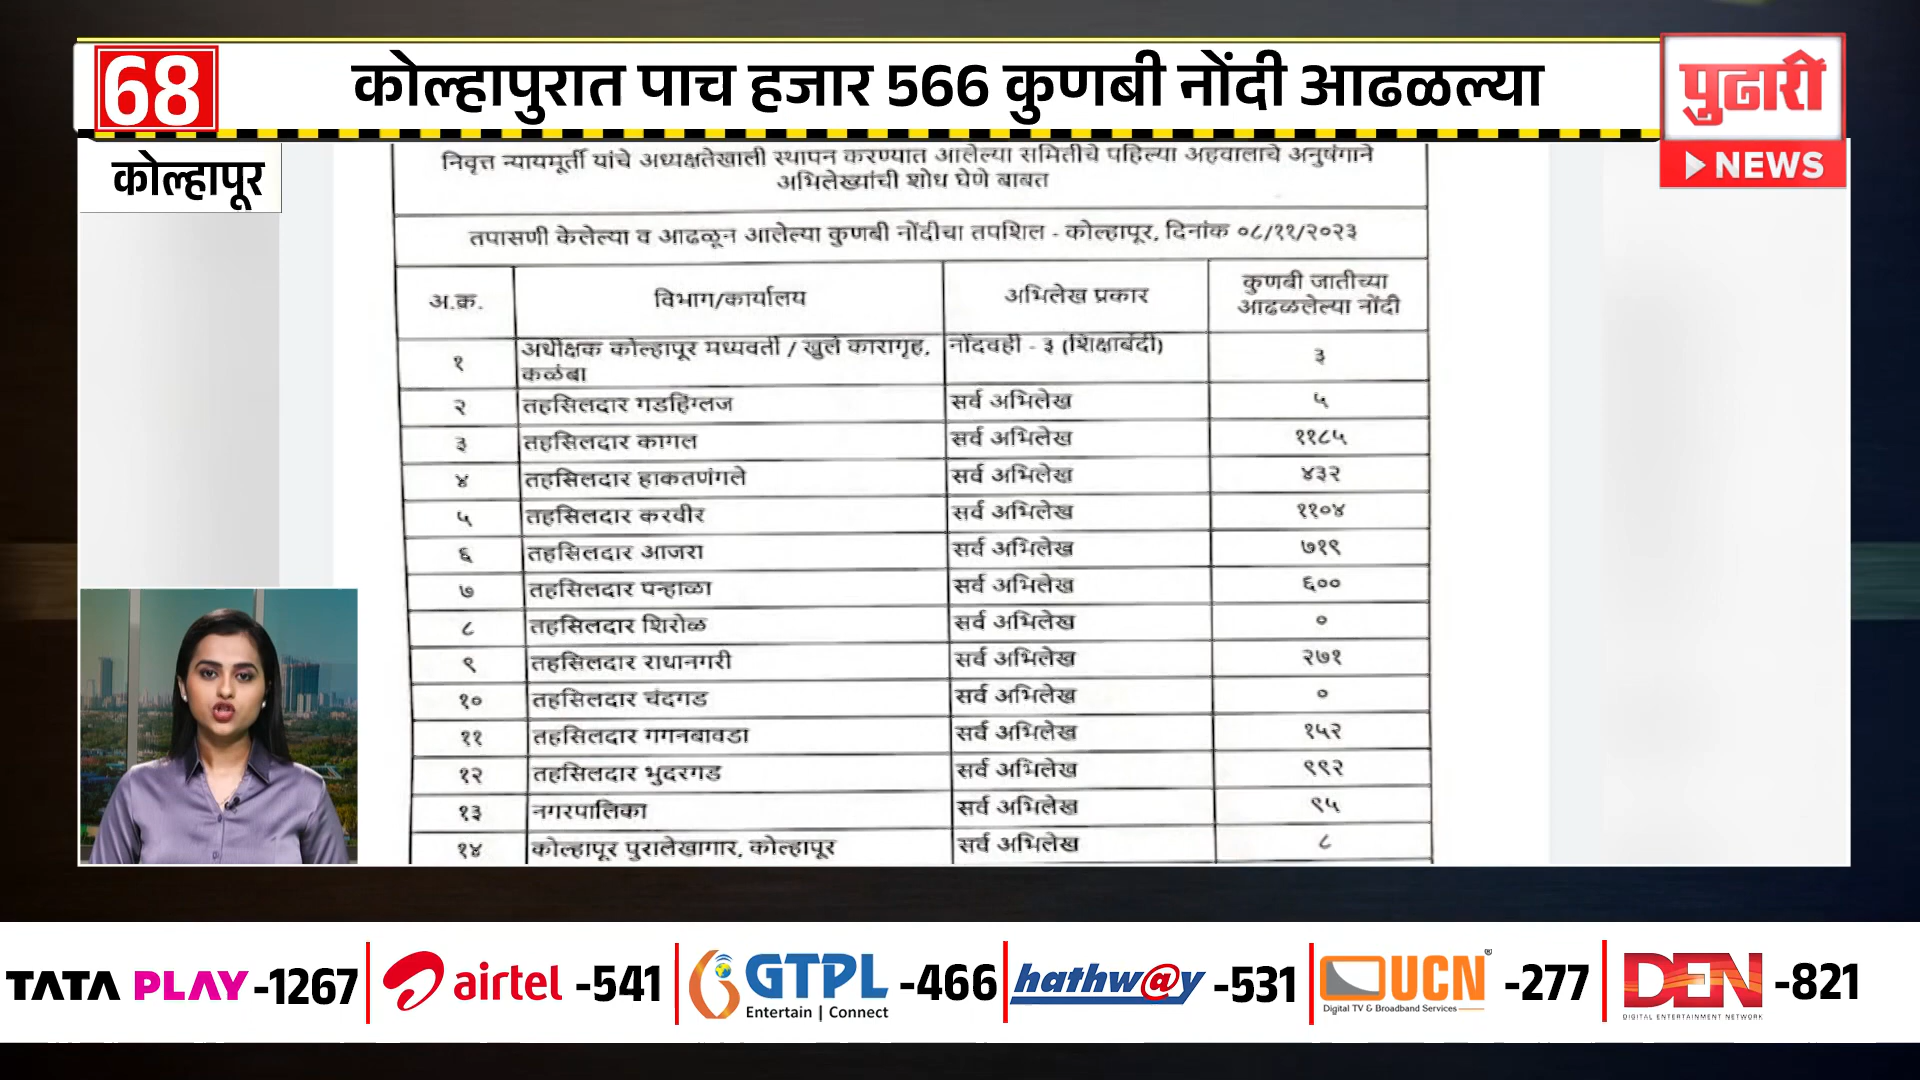 68
कोल्हापुरात पाच हजार 566 कुणबी नोंदी आढळल्या
पुढारी
NEWS
कोल्हापूर
निवृत्त न्यायमूर्ती यांचे अध्यक्षतेखाली स्थापन करण्यात आलेल्या समितीचे पहिल्या अहवालाचे अनुषंगाने
अभिलेख्यांची शोध घेणे बाबत
तपासणी केलेल्या व आढळून आलेल्या कुणबी नोंदीचा तपशिल - कोल्हापूर, दिनांक ०८/११/२०२३
अ.क्र. विभाग/कार्यालय अभिलेख प्रकार कुणबी जातीच्या
आढळलेल्या नोंदी
१ अधीक्षक कोल्हापूर मध्यवर्ती / खुले कारागृह, नोंदवही - ३ (शिक्षाबंदी) ३
कळंबा
२ तहसिलदार गडहिंग्लज सर्व अभिलेख ५
३ तहसिलदार कागल सर्व अभिलेख ११८५
४ तहसिलदार हाकतणंगले सर्व अभिलेख ४३२
५ तहसिलदार करवीर सर्व अभिलेख ११०४
६ तहसिलदार आजरा सर्व अभिलेख ७१९
७ तहसिलदार पन्हाळा सर्व अभिलेख ६००
८ तहसिलदार शिरोळ सर्व अभिलेख ०
९ तहसिलदार राधानगरी सर्व अभिलेख २७१
१० तहसिलदार चंदगड सर्व अभिलेख ०
११ तहसिलदार गगनबावडा सर्व अभिलेख १५२
१२ तहसिलदार भुदरगड सर्व अभिलेख ९९२
१३ नगरपालिका सर्व अभिलेख ९५
१४ कोल्हापूर पुरालेखागार, कोल्हापूर सर्व अभिलेख ८
TATA PLAY -1267
airtel -541
GTPL -466
Entertain | Connect
hathw@y -531
UCN® -277
Digital TV & Broadband Services
DEN -821
DIGITAL ENTERTAINMENT NETWORK